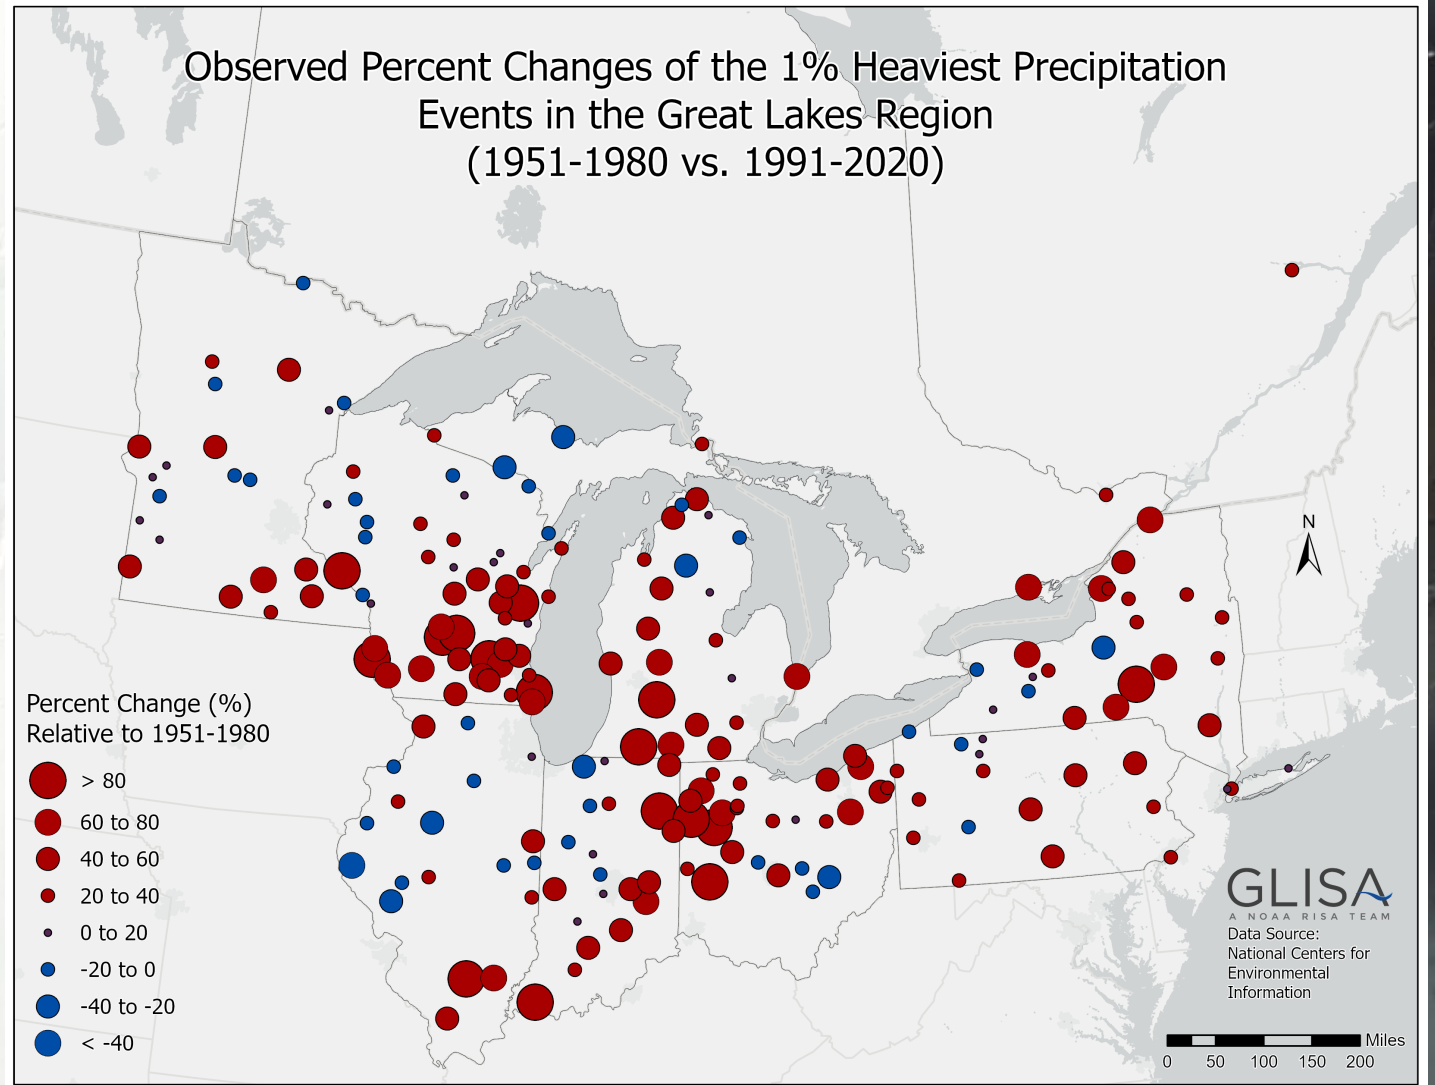 Observed Percent Changes of the 1% Heaviest Precipitation
Events in the Great Lakes Region
(1951-1980 vs. 1991-2020)
N
Percent Change (%)
Relative to 1951-1980
> 80
60 to 80
40 to 60
20 to 40
0 to 20
-20 to 0
-40 to -20
< -40
GLISA
A NOAA RISA TEAM
Data Source:
National Centers for
Environmental
Information
Miles
0 50 100 150 200